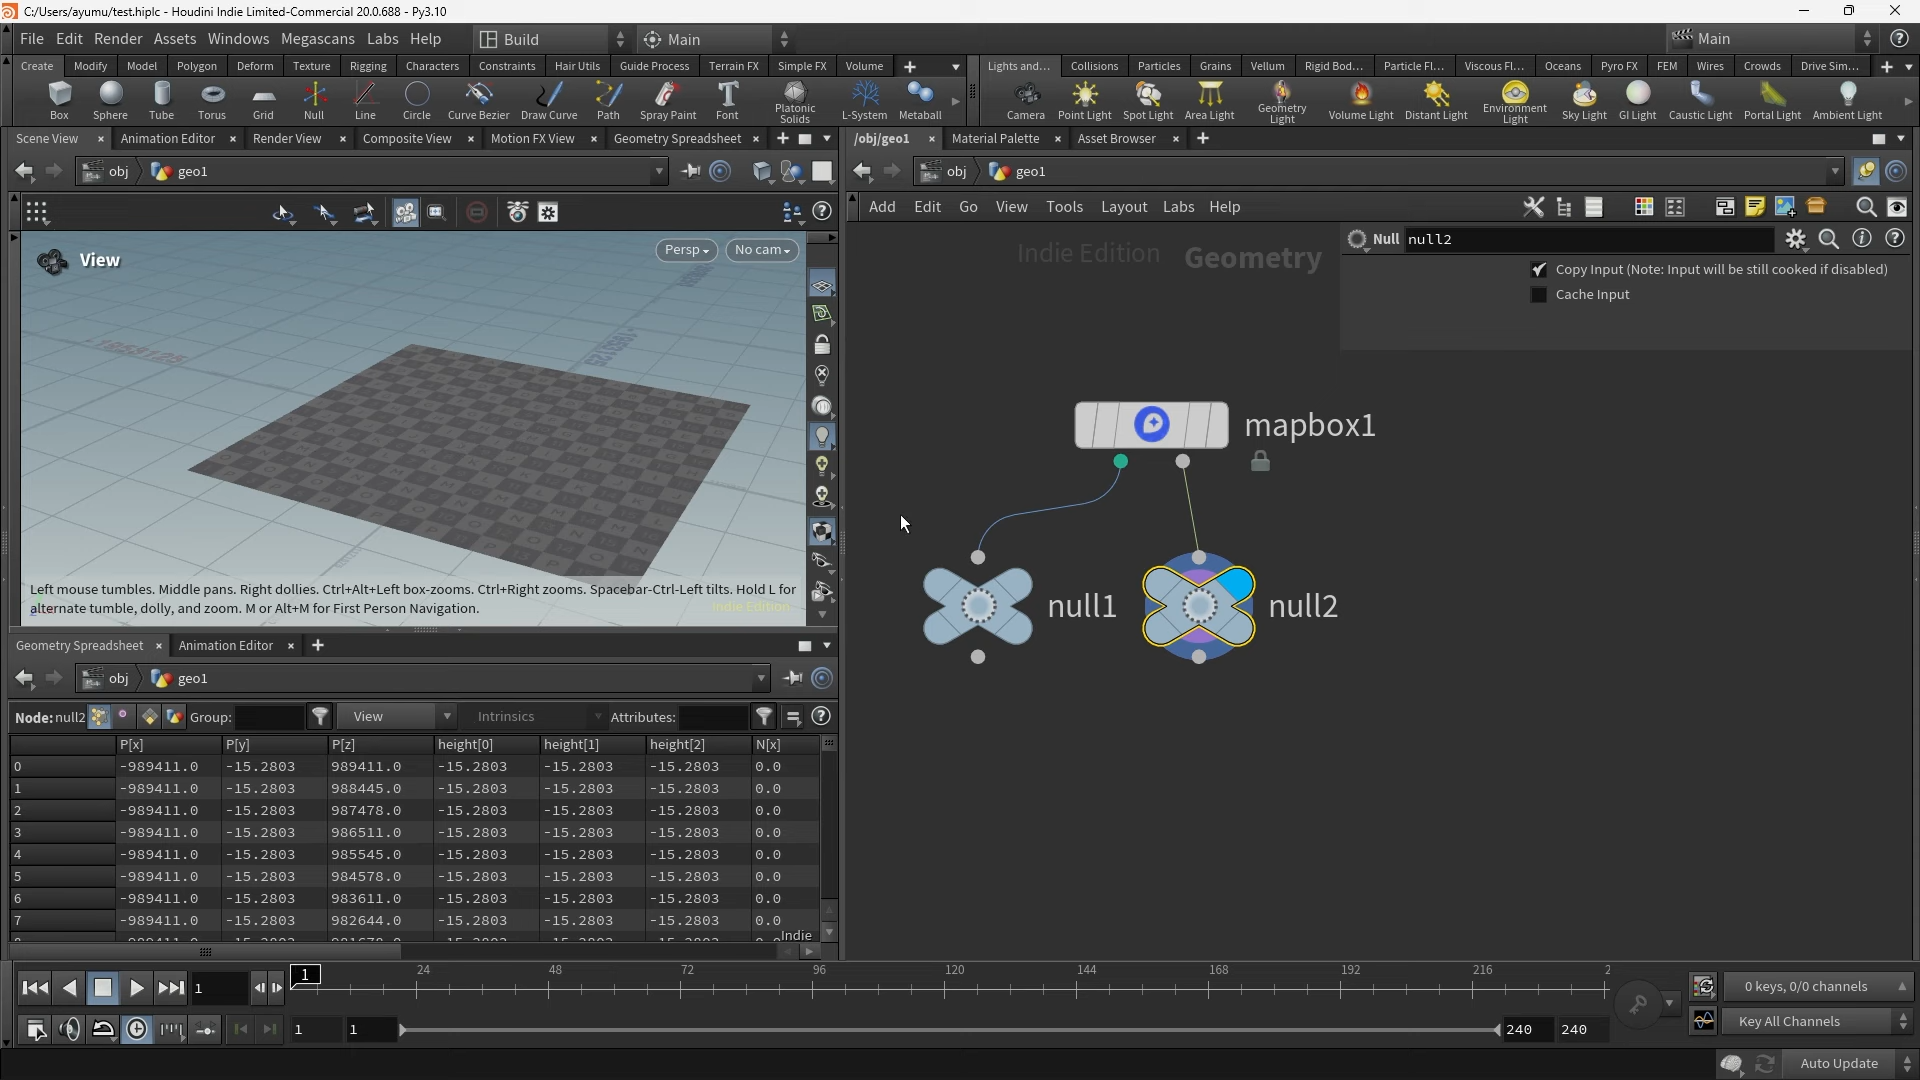 C:/Users/ayumu/test.hiplc - Houdini Indie Limited-Commercial 20.0.688 - Py3.10
File Edit Render Assets Windows Megascans Labs Help Build Main Main
Create Modify Model Polygon Deform Texture Rigging Characters Constraints Hair Utils Guide Process Terrain FX Simple FX Volume
Box Sphere Tube Torus Grid Null Line Circle Curve Bezier Draw Curve Path Spray Paint Font Platonic Solids L-System Metaball
Lights and... Collisions Particles Grains Vellum Rigid Bod... Particle Fl... Viscous Fl... Oceans Pyro FX FEM Wires Crowds Drive Sim...
Camera Point Light Spot Light Area Light Geometry Light Volume Light Distant Light Environment Light Sky Light GI Light Caustic Light Portal Light Ambient Light
Scene View Animation Editor Render View Composite View Motion FX View Geometry Spreadsheet
obj geo1
View
Persp No cam
-1968125
-1968125
Left mouse tumbles. Middle pans. Right dollies. Ctrl+Alt+Left box-zooms. Ctrl+Right zooms. Spacebar-Ctrl-Left tilts. Hold L for
alternate tumble, dolly, and zoom. M or Alt+M for First Person Navigation.
Indie Edition
/obj/geo1 Material Palette Asset Browser
obj geo1
Add Edit Go View Tools Layout Labs Help
Indie Edition Geometry
Null null2
Copy Input (Note: Input will be still cooked if disabled)
Cache Input
mapbox1
null1
null2
Geometry Spreadsheet Animation Editor
obj geo1
Node: null2 Group: View Intrinsics Attributes:
P[x] P[y] P[z] height[0] height[1] height[2] N[x]
0 -989411.0 -15.2803 989411.0 -15.2803 -15.2803 -15.2803 0.0
1 -989411.0 -15.2803 988445.0 -15.2803 -15.2803 -15.2803 0.0
2 -989411.0 -15.2803 987478.0 -15.2803 -15.2803 -15.2803 0.0
3 -989411.0 -15.2803 986511.0 -15.2803 -15.2803 -15.2803 0.0
4 -989411.0 -15.2803 985545.0 -15.2803 -15.2803 -15.2803 0.0
5 -989411.0 -15.2803 984578.0 -15.2803 -15.2803 -15.2803 0.0
6 -989411.0 -15.2803 983611.0 -15.2803 -15.2803 -15.2803 0.0
7 -989411.0 -15.2803 982644.0 -15.2803 -15.2803 -15.2803 0.0
Indie
1 1 24 48 72 96 120 144 168 192 216 2
0 keys, 0/0 channels
1 1 240 240
Key All Channels
Auto Update